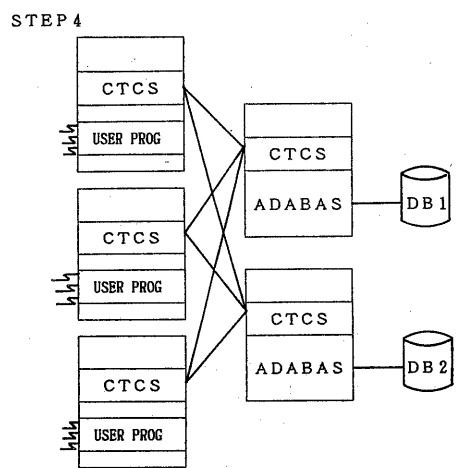 STEP4
CTCS
USER PROG
CTCS
USER PROG
CTCS
USER PROG
CTCS
ADABAS
DB1
CTCS
ADABAS
DB2